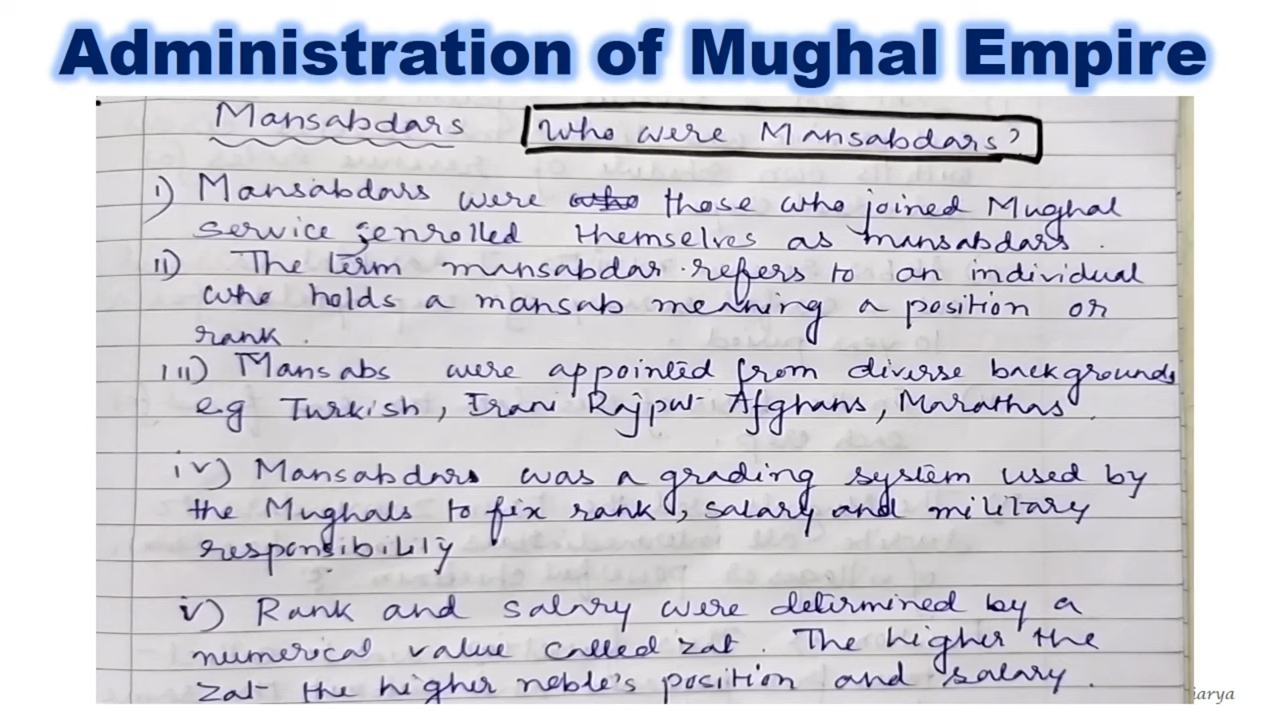 Administration of Mughal Empire
Mansabdars
Who were Mansabdars?
i) Mansabdars were those who joined Mughal
service & enrolled themselves as mansabdars.
ii) The term mansabdar refers to an individual
who holds a mansab meaning a position or
rank.
iii) Mansabs were appointed from diverse backgrounds
e.g Turkish, Irani Rajput Afghans, Marathas.
iv) Mansabdars was a grading system used by
the Mughals to fix rank, salary and military
responsibility.
v) Rank and salary were determined by a
numerical value called zat. The higher the
zat the higher noble's position and salary.
iarya